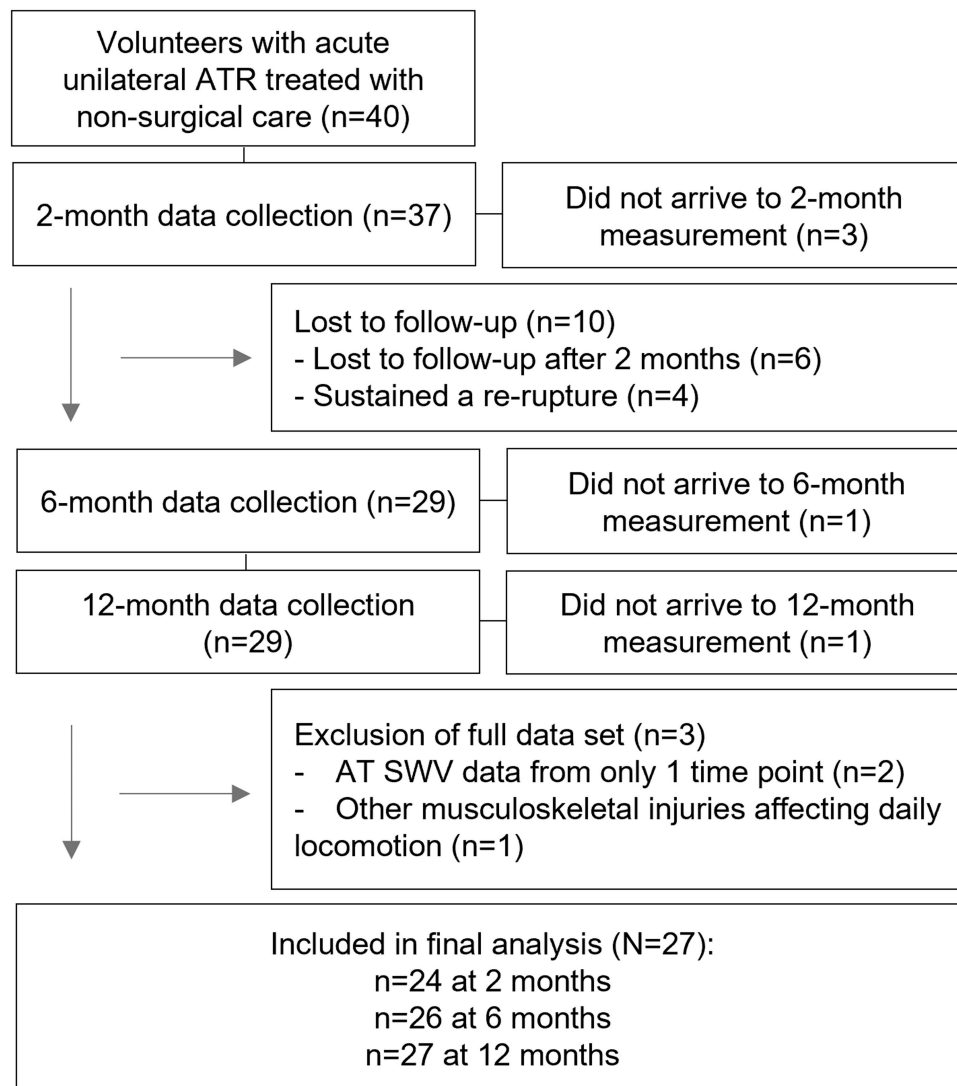 Volunteers with acute
unilateral ATR treated with
non-surgical care (n=40)
2-month data collection (n=37)
Did not arrive to 2-month
measurement (n=3)
Lost to follow-up (n=10)
- Lost to follow-up after 2 months (n=6)
- Sustained a re-rupture (n=4)
6-month data collection (n=29)
Did not arrive to 6-month
measurement (n=1)
12-month data collection
(n=29)
Did not arrive to 12-month
measurement (n=1)
Exclusion of full data set (n=3)
- AT SWV data from only 1 time point (n=2)
- Other musculoskeletal injuries affecting daily
locomotion (n=1)
Included in final analysis (N=27):
n=24 at 2 months
n=26 at 6 months
n=27 at 12 months